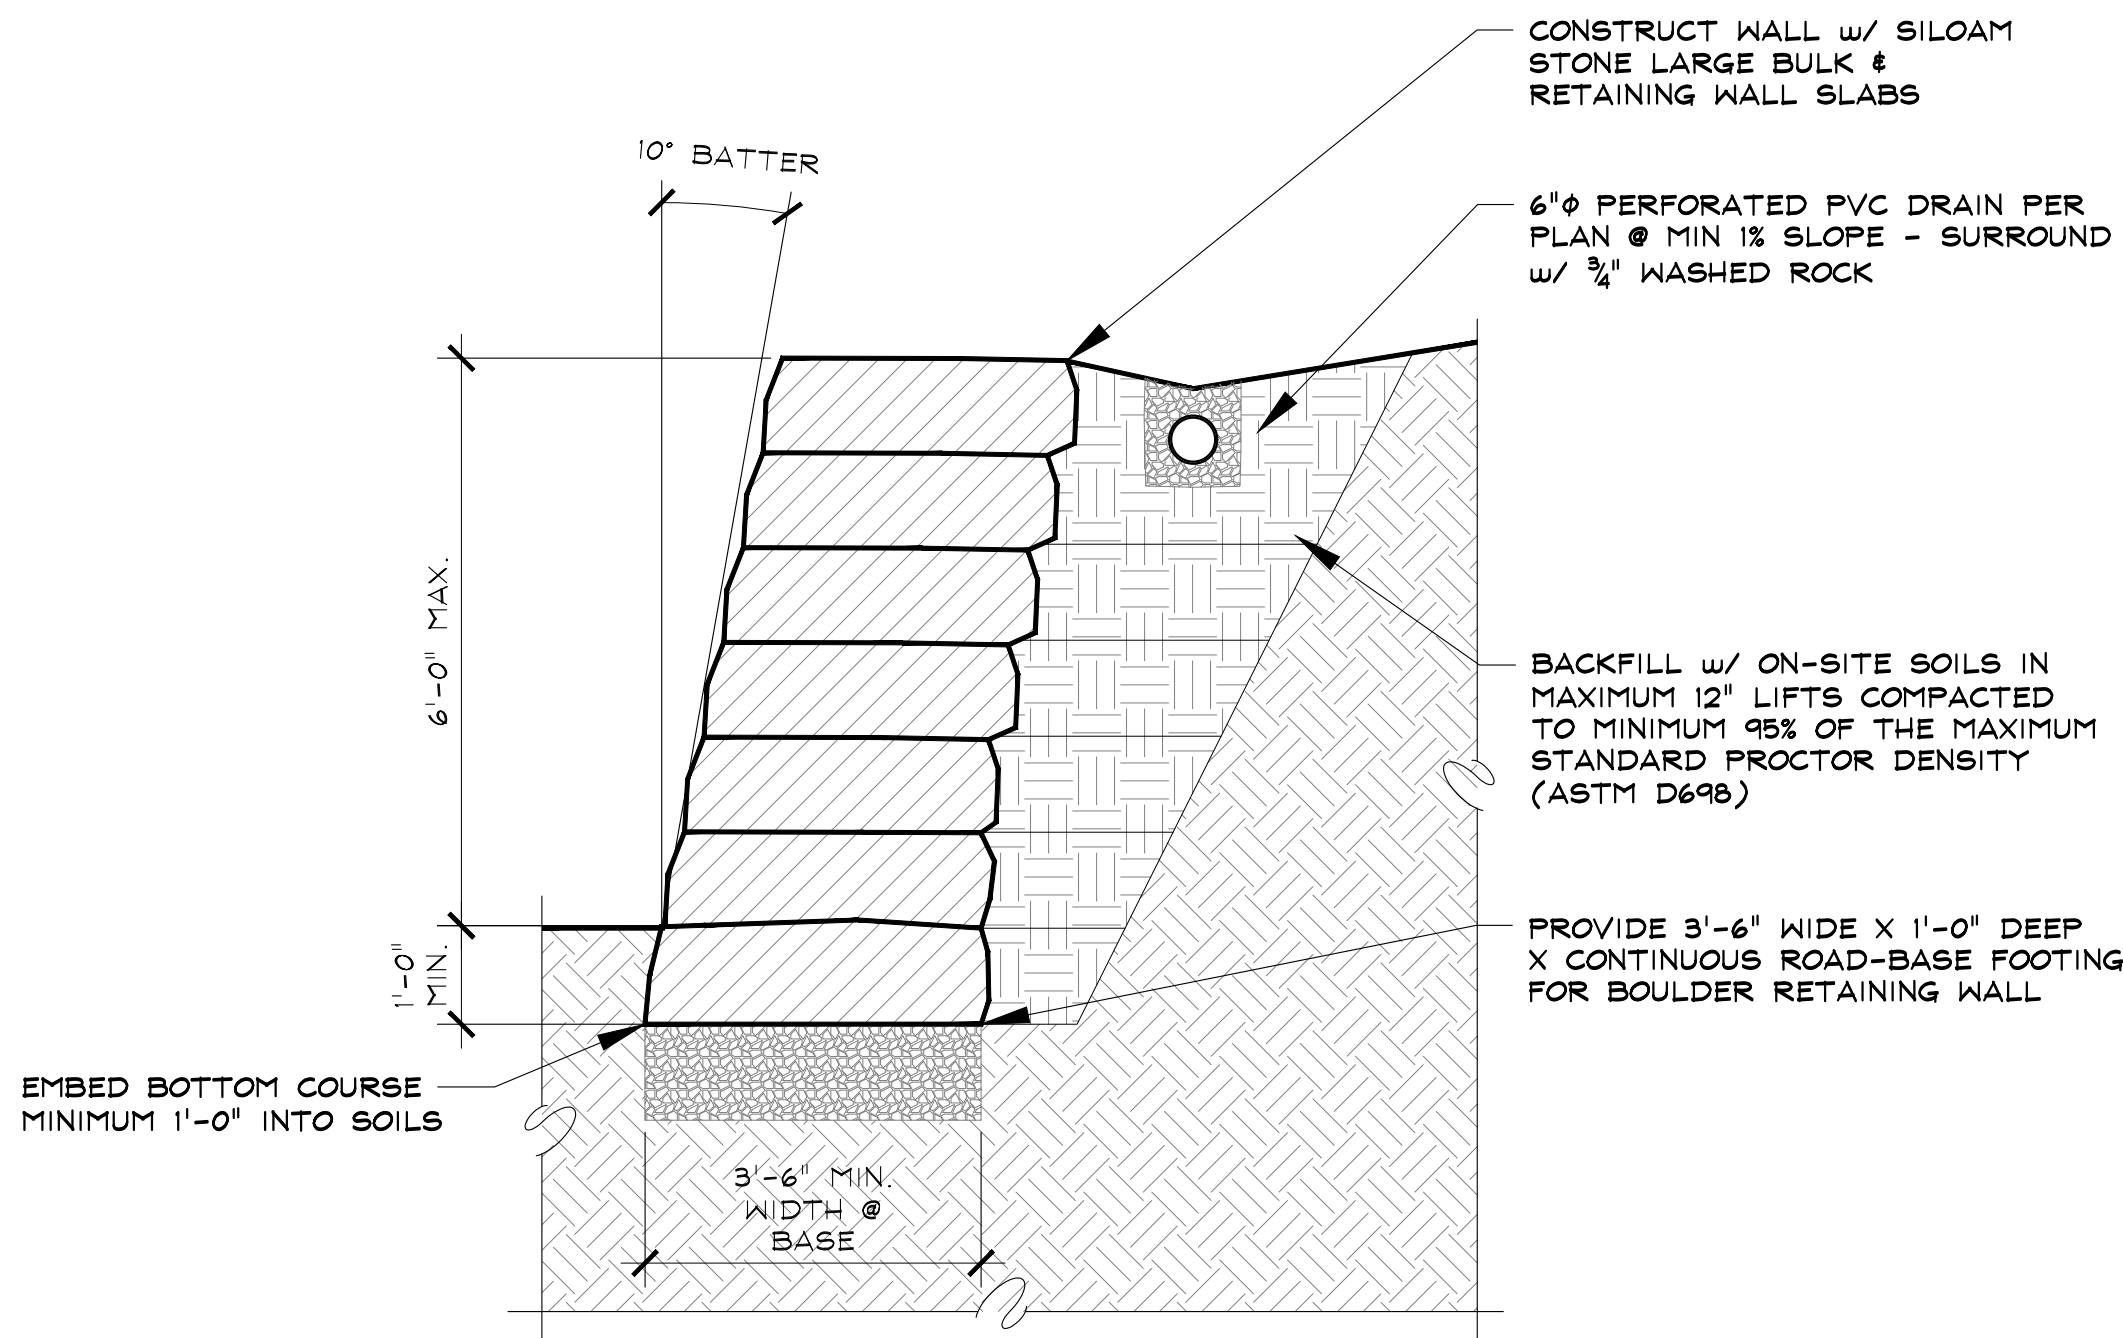 CONSTRUCT WALL w/ SILOAM
STONE LARGE BULK &
RETAINING WALL SLABS
10° BATTER
6"ϕ PERFORATED PVC DRAIN PER
PLAN @ MIN 1% SLOPE - SURROUND
w/ ¾" WASHED ROCK
6'-0" MAX.
BACKFILL w/ ON-SITE SOILS IN
MAXIMUM 12" LIFTS COMPACTED
TO MINIMUM 95% OF THE MAXIMUM
STANDARD PROCTOR DENSITY
(ASTM D698)
1'-0"
MIN.
PROVIDE 3'-6" WIDE X 1'-0" DEEP
X CONTINUOUS ROAD-BASE FOOTING
FOR BOULDER RETAINING WALL
EMBED BOTTOM COURSE
MINIMUM 1'-0" INTO SOILS
3'-6" MIN.
WIDTH @
BASE